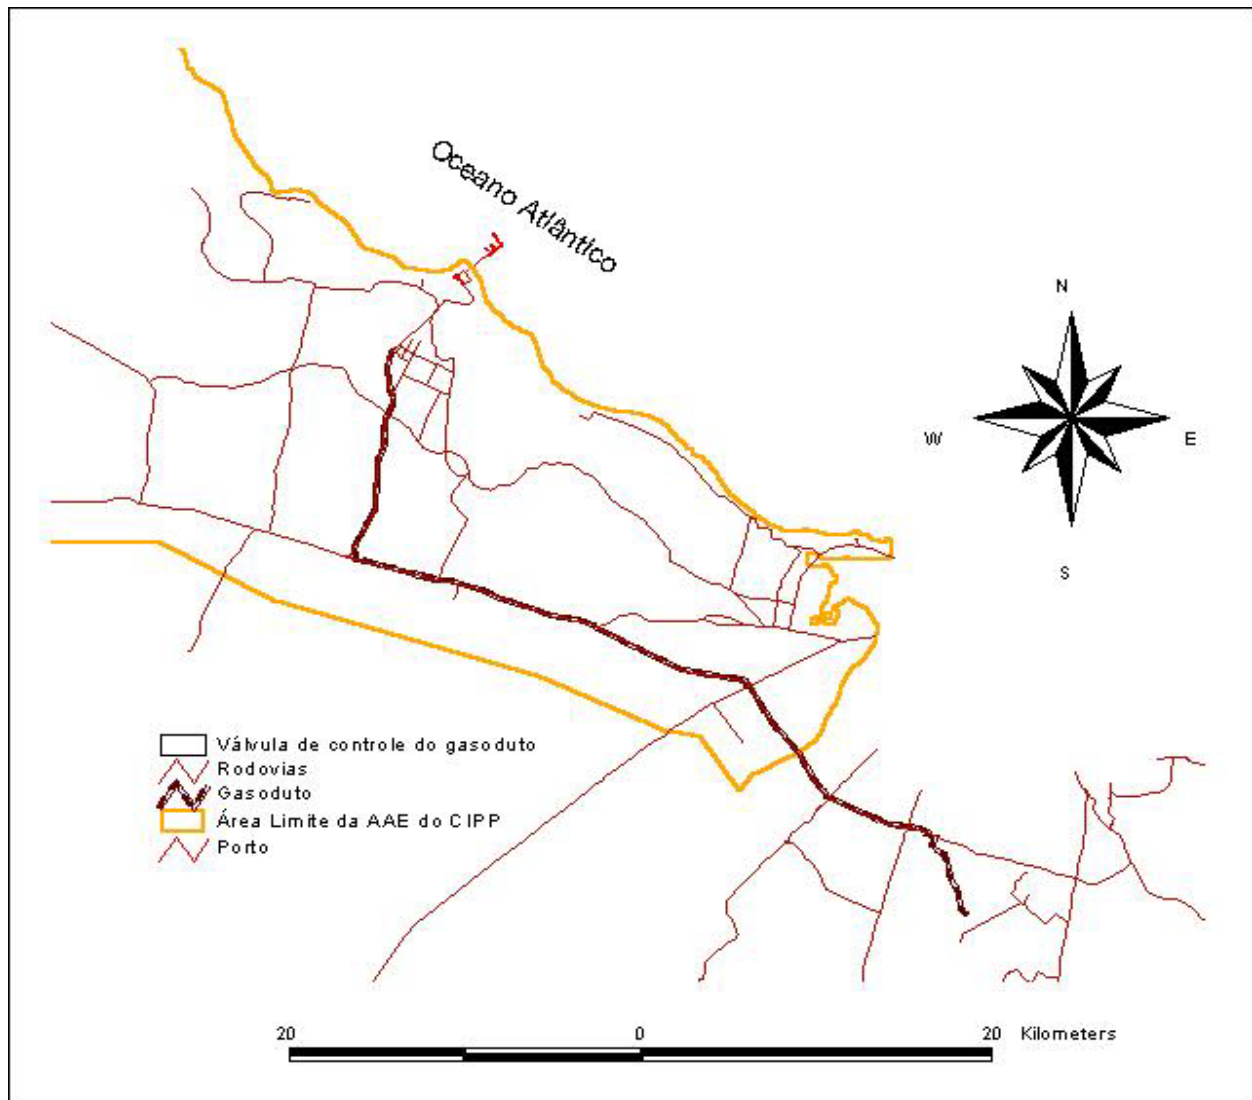 Oceano Atlântico
N
W
E
S
Válvula de controle do gasoduto
Rodovias
Gasoduto
Área Limite da AAE do CIPP
Porto
20 0 20 Kilometers